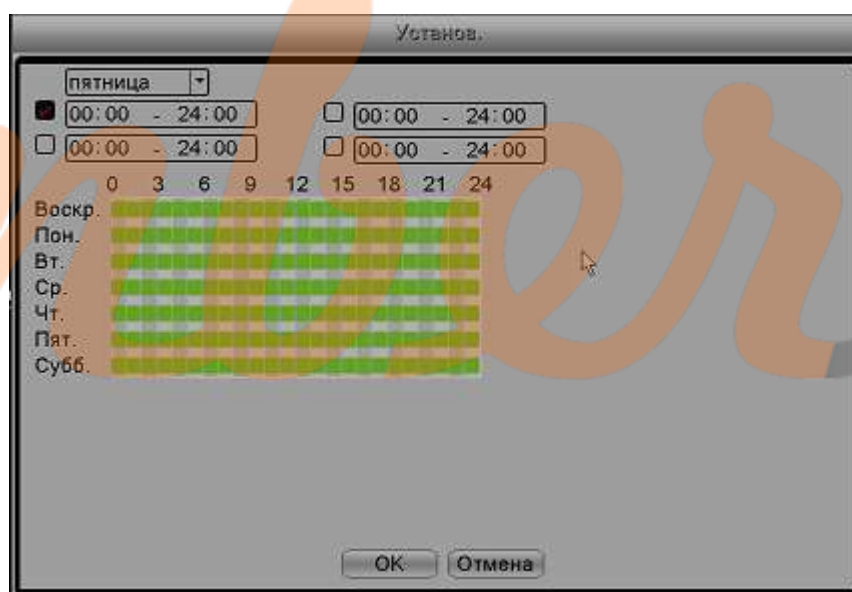 Установ.
пятница
00:00 - 24:00 00:00 - 24:00
00:00 - 24:00 00:00 - 24:00
0 3 6 9 12 15 18 21 24
Воскр.
Пон.
Вт.
Ср.
Чт.
Пят.
Субб.
OK Отмена